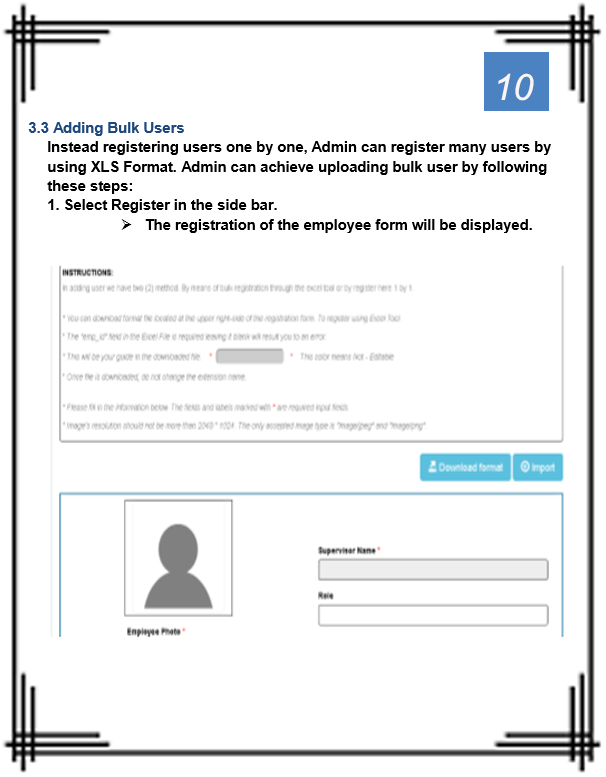 10
3.3 Adding Bulk Users
Instead registering users one by one, Admin can register many users by
using XLS Format. Admin can achieve uploading bulk user by following
these steps:
1. Select Register in the side bar.
➢ The registration of the employee form will be displayed.
INSTRUCTIONS:
In adding user we have two (2) method. By means of bulk registration through the excel tool or by register here 1 by 1.
* You can download format file located at the upper right-side of the registration form. To register using Excel Tool
* The "emp_id" field in the Excel File is required leaving it blank will result you to an error.
* This will be your guide in the downloaded file. * * This color means Not - Editable
* Once file is downloaded, do not change the extension name.
* Please fill in the information below. The fields and labels marked with * are required input fields.
* Image's resolution should not be more than 2048 * 1024. The only accepted image type is "image/jpeg" and "image/png".
Download format
Import
Supervisor Name *
Role
Employee Photo *